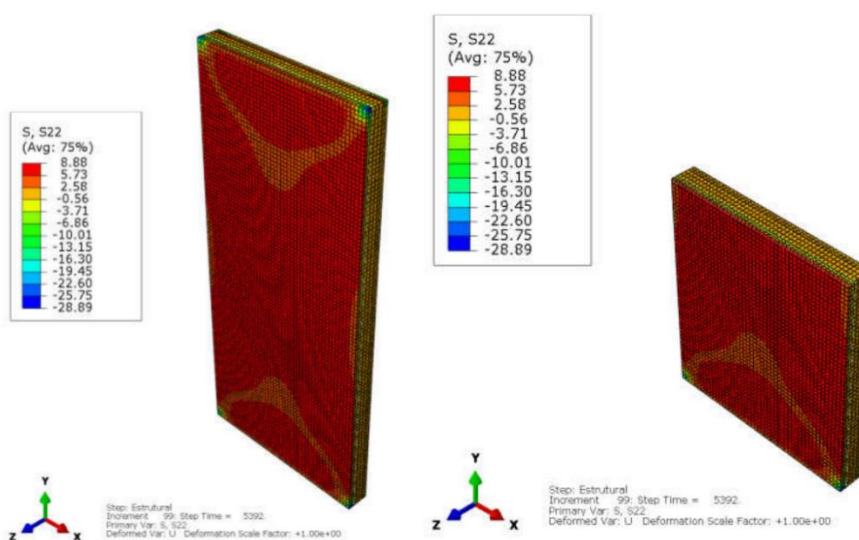 S, S22
(Avg: 75%)
8.88
5.73
2.58
-0.56
-3.71
-6.86
-10.01
-13.15
-16.30
-19.45
-22.60
-25.75
-28.89
Y
Z
X
Step: Estrutural
Increment 99: Step Time = 5392.
Primary Var: S, S22
Deformed Var: U Deformation Scale Factor: +1.00e+00
S, S22
(Avg: 75%)
8.88
5.73
2.58
-0.56
-3.71
-6.86
-10.01
-13.15
-16.30
-19.45
-22.60
-25.75
-28.89
Y
Z
X
Step: Estrutural
Increment 99: Step Time = 5392.
Primary Var: S, S22
Deformed Var: U Deformation Scale Factor: +1.00e+00